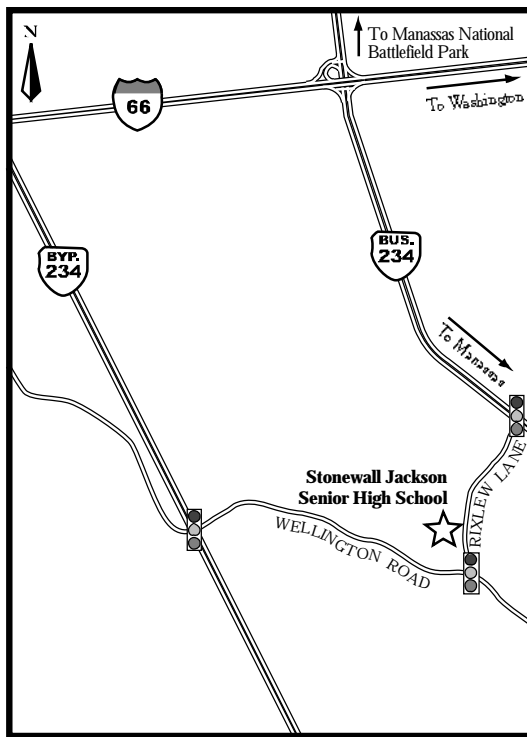 N
To Manassas National
Battlefield Park
66
To Washington
BYP.
234
BUS.
234
To Manassas
Stonewall Jackson
Senior High School
RIXLEW LANE
WELLINGTON ROAD